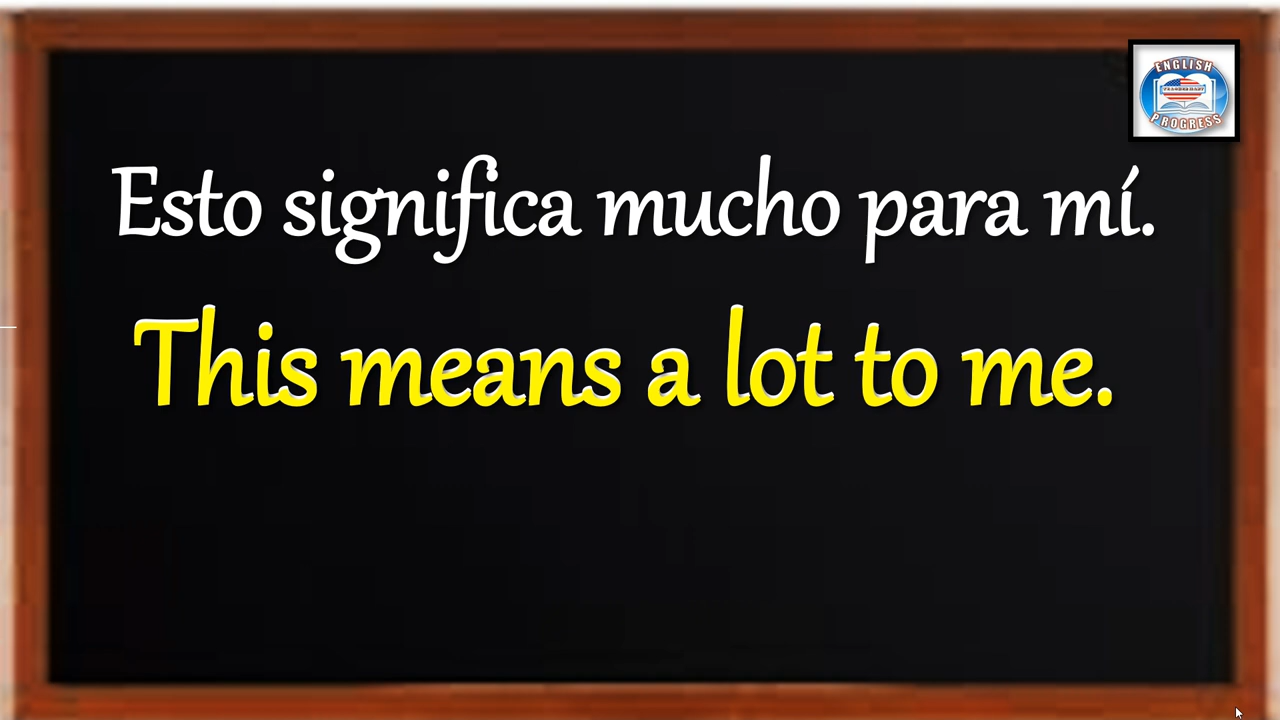 ENGLISH
PROGRESS
Esto significa mucho para mí.
This means a lot to me.